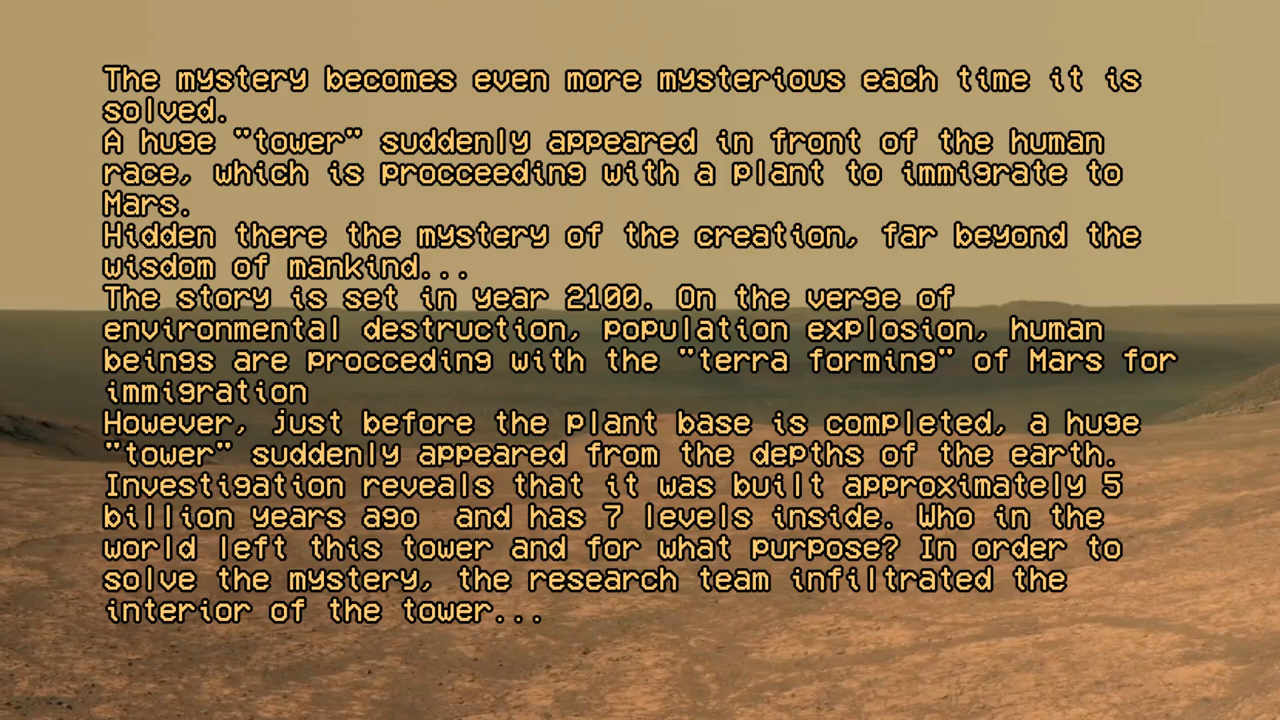 The mystery becomes even more mysterious each time it is
solved.
A huge "tower" suddenly appeared in front of the human
race, which is procceeding with a plant to immigrate to
Mars.
Hidden there the mystery of the creation, far beyond the
wisdom of mankind...
The story is set in year 2100. On the verge of
environmental destruction, population explosion, human
beings are procceding with the "terra forming" of Mars for
immigration
However, just before the plant base is completed, a huge
"tower" suddenly appeared from the depths of the earth.
Investigation reveals that it was built approximately 5
billion years ago  and has 7 levels inside. Who in the
world left this tower and for what purpose? In order to
solve the mystery, the research team infiltrated the
interior of the tower...